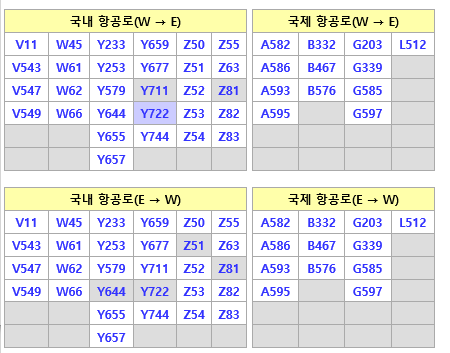 국내 항공로(W → E)
V11 W45 Y233 Y659 Z50 Z55
V543 W61 Y253 Y677 Z51 Z63
V547 W62 Y579 Y711 Z52 Z81
V549 W66 Y644 Y722 Z53 Z82
Y655 Y744 Z54 Z83
Y657
국제 항공로(W → E)
A582 B332 G203 L512
A586 B467 G339
A593 B576 G585
A595 G597
국내 항공로(E → W)
V11 W45 Y233 Y659 Z50 Z55
V543 W61 Y253 Y677 Z51 Z63
V547 W62 Y579 Y711 Z52 Z81
V549 W66 Y644 Y722 Z53 Z82
Y655 Y744 Z54 Z83
Y657
국제 항공로(E → W)
A582 B332 G203 L512
A586 B467 G339
A593 B576 G585
A595 G597